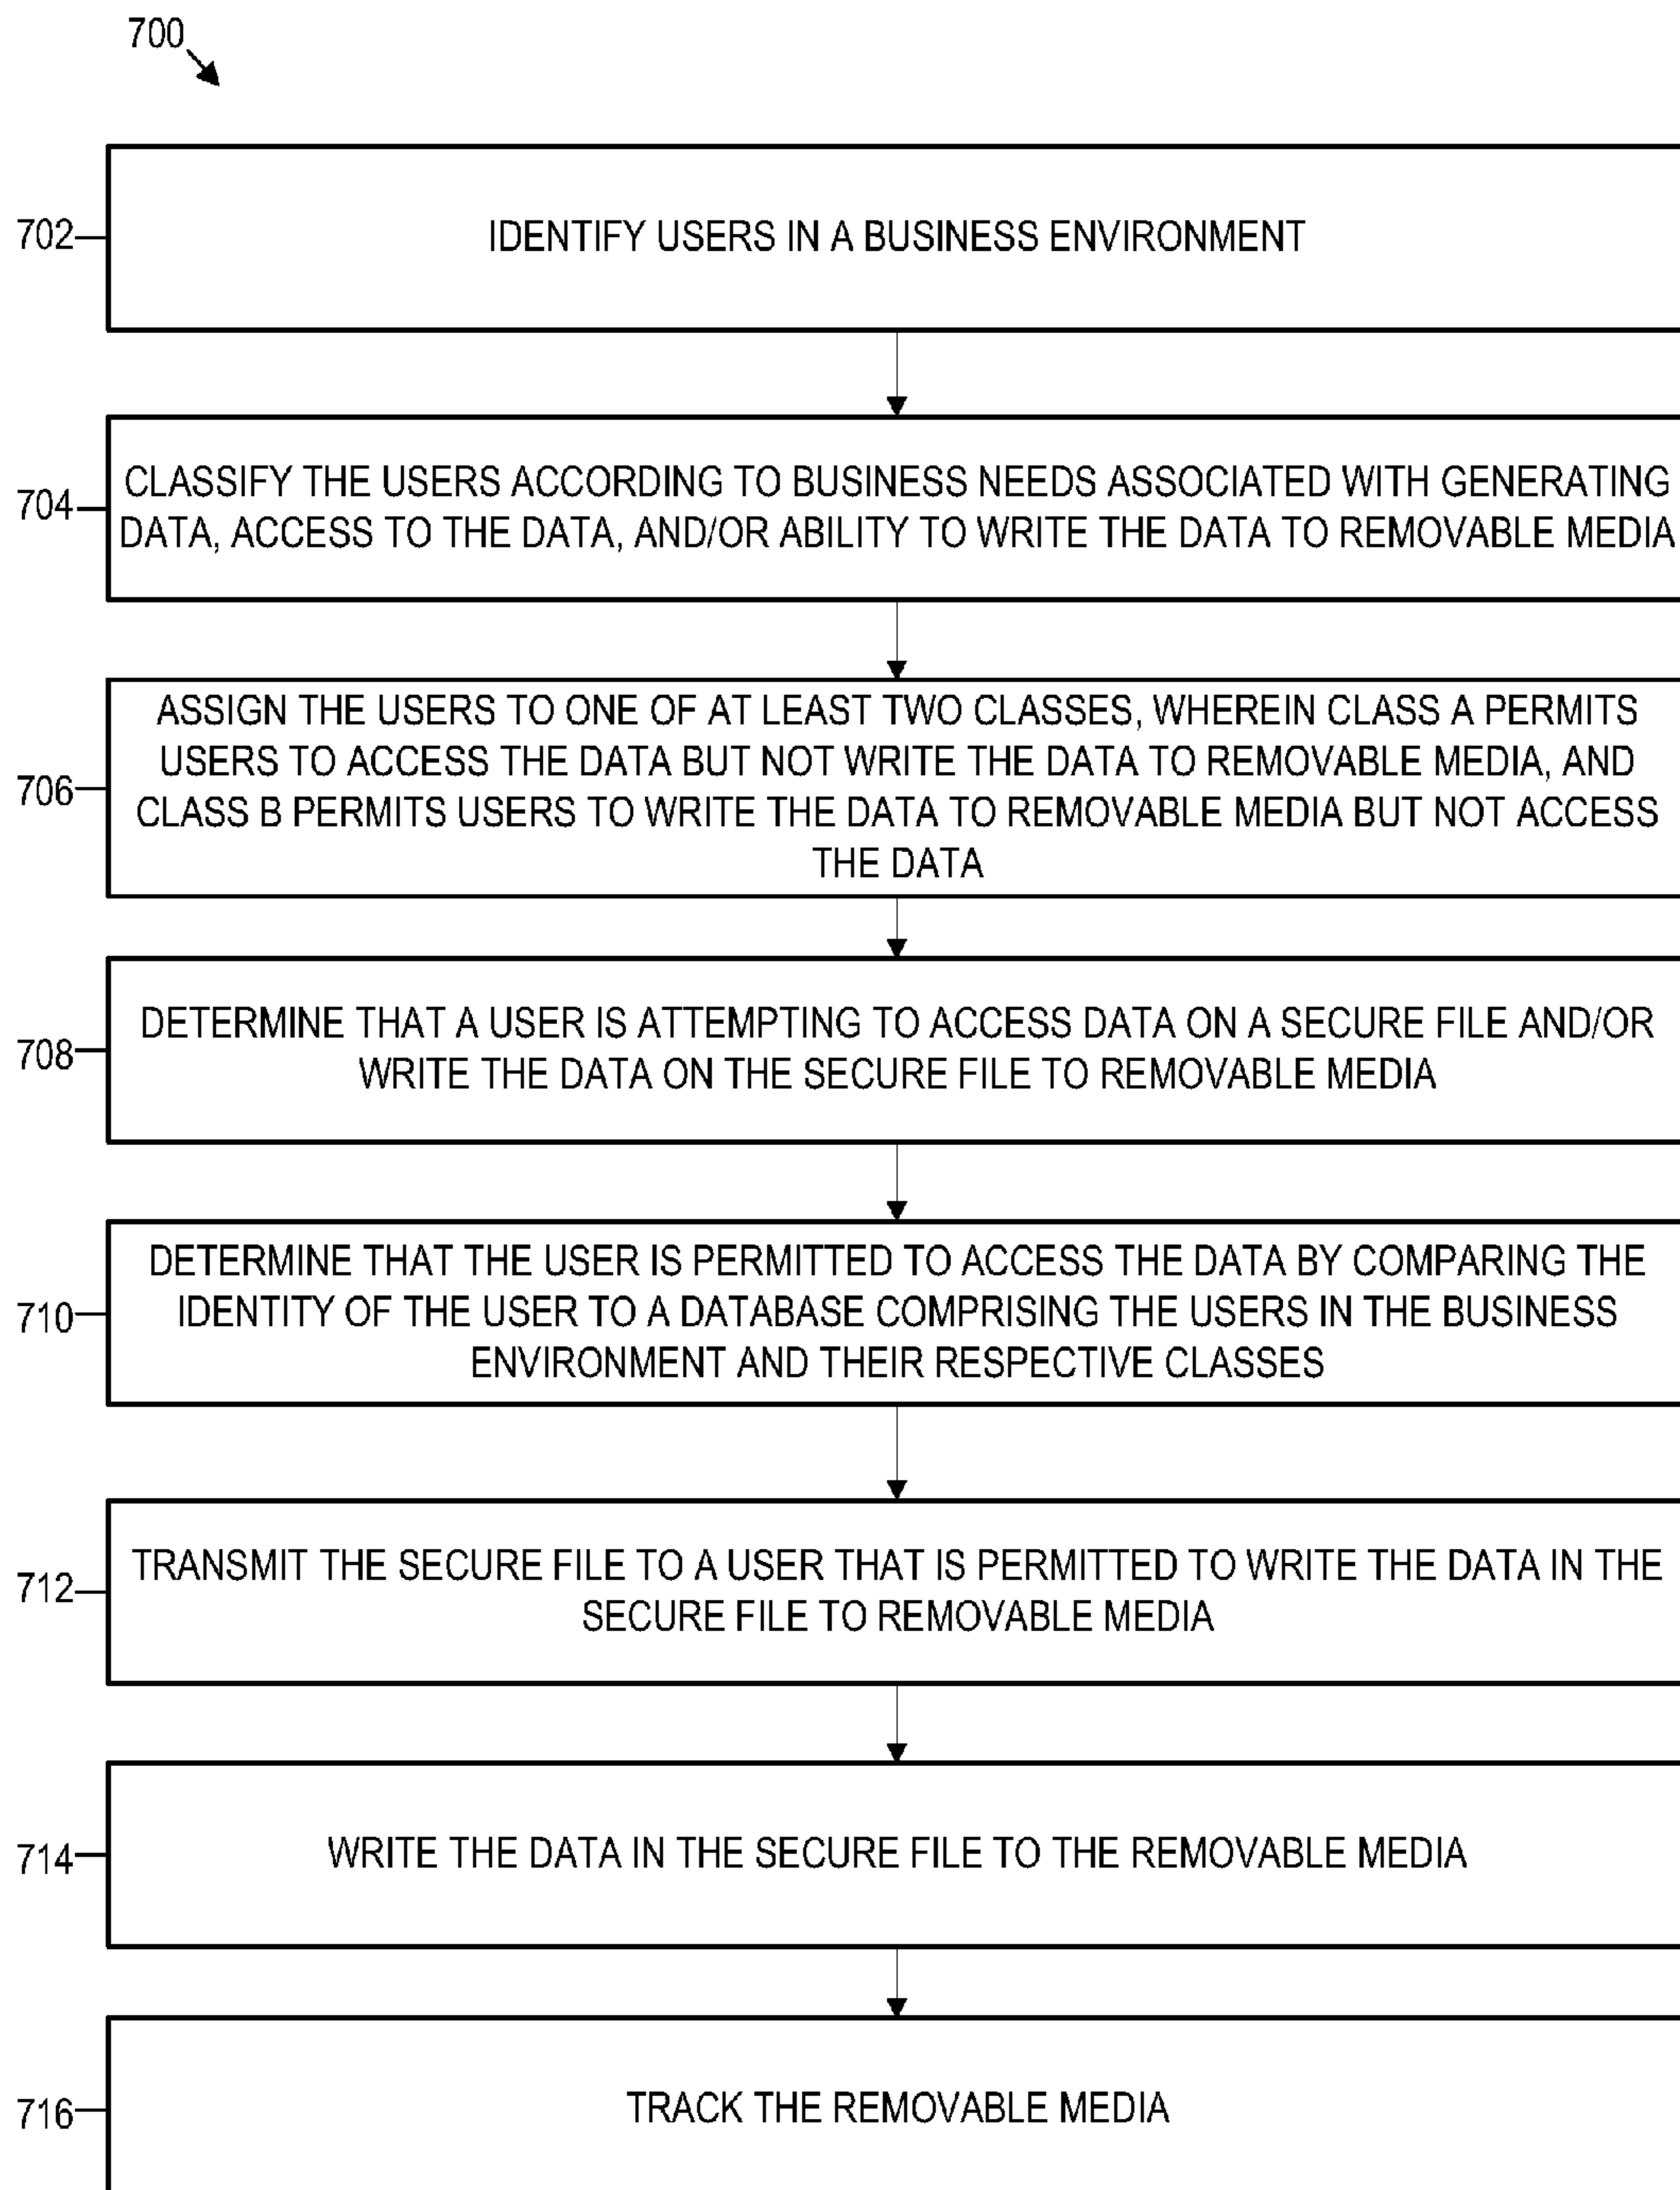 700
702
IDENTIFY USERS IN A BUSINESS ENVIRONMENT
704
CLASSIFY THE USERS ACCORDING TO BUSINESS NEEDS ASSOCIATED WITH GENERATING
DATA, ACCESS TO THE DATA, AND/OR ABILITY TO WRITE THE DATA TO REMOVABLE MEDIA
706
ASSIGN THE USERS TO ONE OF AT LEAST TWO CLASSES, WHEREIN CLASS A PERMITS
USERS TO ACCESS THE DATA BUT NOT WRITE THE DATA TO REMOVABLE MEDIA, AND
CLASS B PERMITS USERS TO WRITE THE DATA TO REMOVABLE MEDIA BUT NOT ACCESS
THE DATA
708
DETERMINE THAT A USER IS ATTEMPTING TO ACCESS DATA ON A SECURE FILE AND/OR
WRITE THE DATA ON THE SECURE FILE TO REMOVABLE MEDIA
710
DETERMINE THAT THE USER IS PERMITTED TO ACCESS THE DATA BY COMPARING THE
IDENTITY OF THE USER TO A DATABASE COMPRISING THE USERS IN THE BUSINESS
ENVIRONMENT AND THEIR RESPECTIVE CLASSES
712
TRANSMIT THE SECURE FILE TO A USER THAT IS PERMITTED TO WRITE THE DATA IN THE
SECURE FILE TO REMOVABLE MEDIA
714
WRITE THE DATA IN THE SECURE FILE TO THE REMOVABLE MEDIA
716
TRACK THE REMOVABLE MEDIA